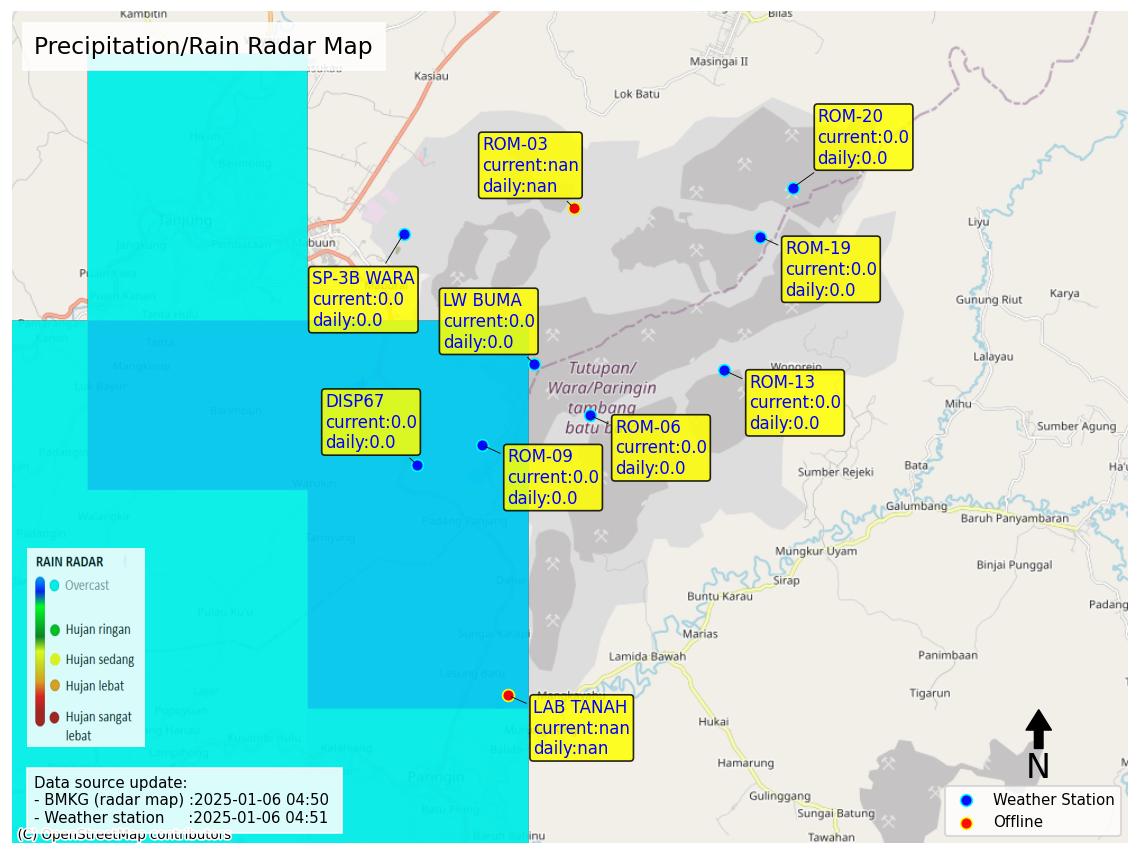 Precipitation/Rain Radar Map
Kambitin
Bilas
Kasiau
Masingai II
Lok Batu
ROM-20
current:0.0
daily:0.0
ROM-03
current:nan
daily:nan
Tanjung
Mabuun
Liyu
SP-3B WARA
current:0.0
daily:0.0
ROM-19
current:0.0
daily:0.0
LW BUMA
current:0.0
daily:0.0
Gunung Riut
Karya
Lalayau
Tutupan/
Wara/Paringin
tambang
batu
Wonorejo
ROM-13
current:0.0
daily:0.0
DISP67
current:0.0
daily:0.0
ROM-06
current:0.0
daily:0.0
ROM-09
current:0.0
daily:0.0
Mihu
Sumber Agung
Bata
Sumber Rejeki
Galumbang
Baruh Panyambaran
Warukin
Padang Panjang
Mungkur Uyam
Binjai Punggal
Sirap
Buntu Karau
Padang
Marias
Lamida Bawah
Panimbaan
Tigarun
RAIN RADAR
Overcast
Hujan ringan
Hujan sedang
Hujan lebat
Hujan sangat
lebat
LAB TANAH
current:nan
daily:nan
Hukai
Hamarung
Gulinggang
Sungai Batung
Tawahan
Paringin
N
Data source update:
- BMKG (radar map) :2025-01-06 04:50
- Weather station :2025-01-06 04:51
(C) OpenStreetMap contributors
Weather Station
Offline